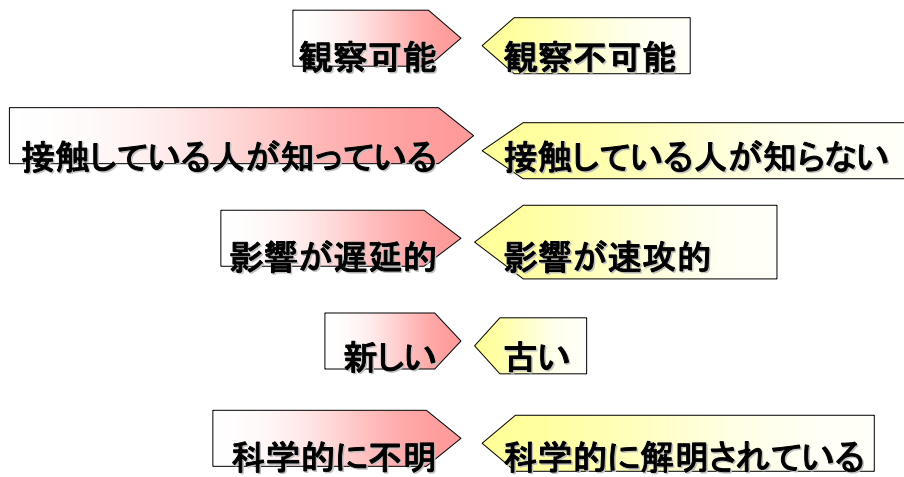 観察可能 観察不可能
接触している人が知っている 接触している人が知らない
影響が遅延的 影響が速攻的
新しい 古い
科学的に不明 科学的に解明されている